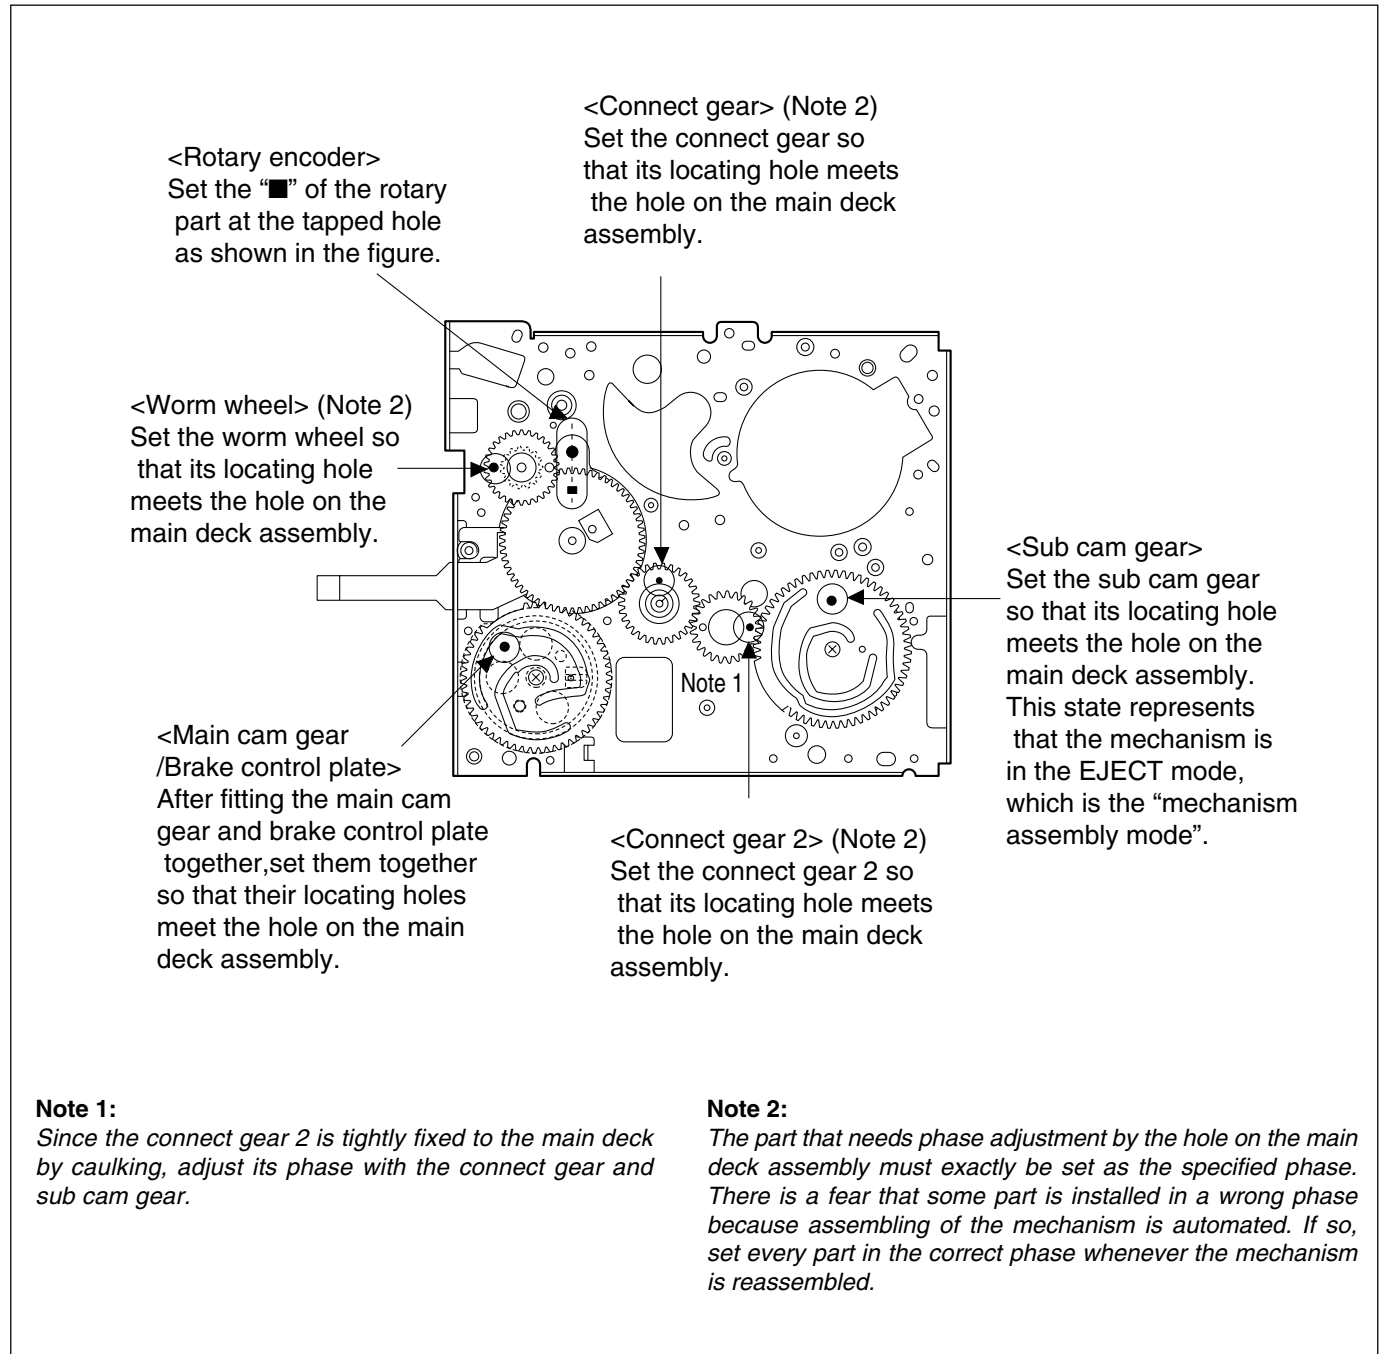 <Connect gear> (Note 2)
Set the connect gear so
that its locating hole meets
the hole on the main deck
assembly.
<Rotary encoder>
Set the “■” of the rotary
part at the tapped hole
as shown in the figure.
<Worm wheel> (Note 2)
Set the worm wheel so
that its locating hole
meets the hole on the
main deck assembly.
<Sub cam gear>
Set the sub cam gear
so that its locating hole
meets the hole on the
main deck assembly.
This state represents
that the mechanism is
in the EJECT mode,
which is the “mechanism
assembly mode”.
Note 1
<Main cam gear
/Brake control plate>
After fitting the main cam
gear and brake control plate
together,set them together
so that their locating holes
meet the hole on the main
deck assembly.
<Connect gear 2> (Note 2)
Set the connect gear 2 so
that its locating hole meets
the hole on the main deck
assembly.
Note 1:
Since the connect gear 2 is tightly fixed to the main deck
by caulking, adjust its phase with the connect gear and
sub cam gear.
Note 2:
The part that needs phase adjustment by the hole on the main
deck assembly must exactly be set as the specified phase.
There is a fear that some part is installed in a wrong phase
because assembling of the mechanism is automated. If so,
set every part in the correct phase whenever the mechanism
is reassembled.